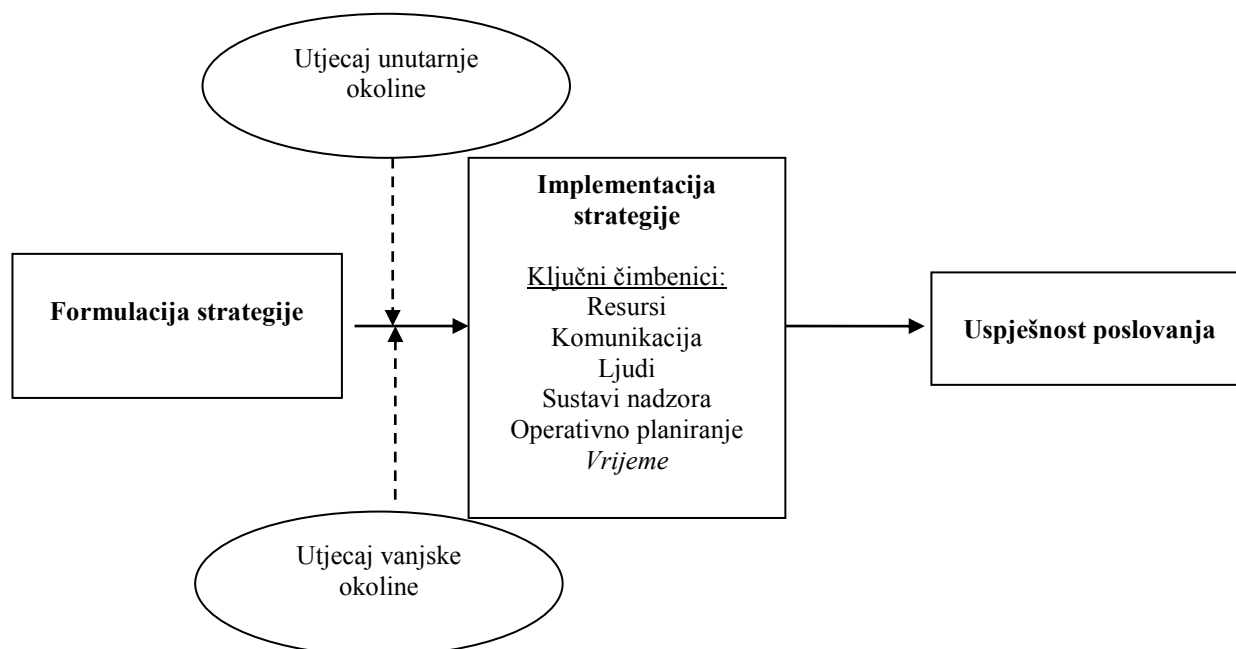 Utjecaj unutarnje
okoline
Formulacija strategije
Implementacija
strategije
Ključni čimbenici:
Resursi
Komunikacija
Ljudi
Sustavi nadzora
Operativno planiranje
Vrijeme
Uspješnost poslovanja
Utjecaj vanjske
okoline